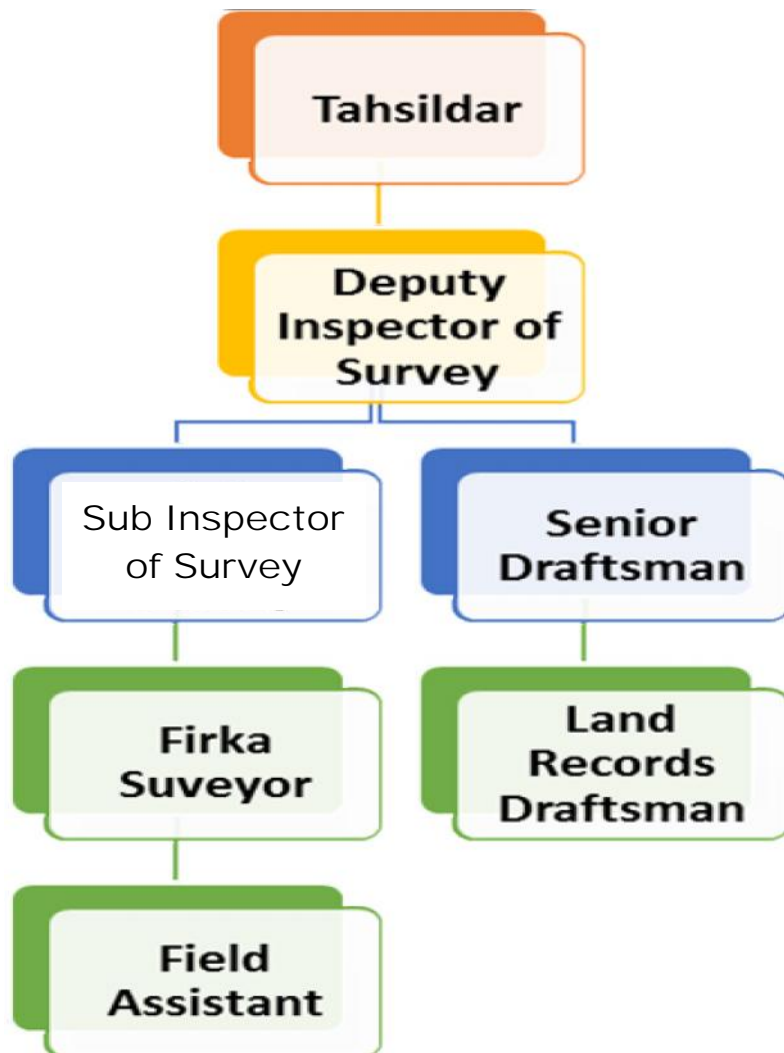 Tahsildar
Deputy
Inspector of
Survey
Sub Inspector
of Survey
Senior
Draftsman
Firka
Suveyor
Land
Records
Draftsman
Field
Assistant